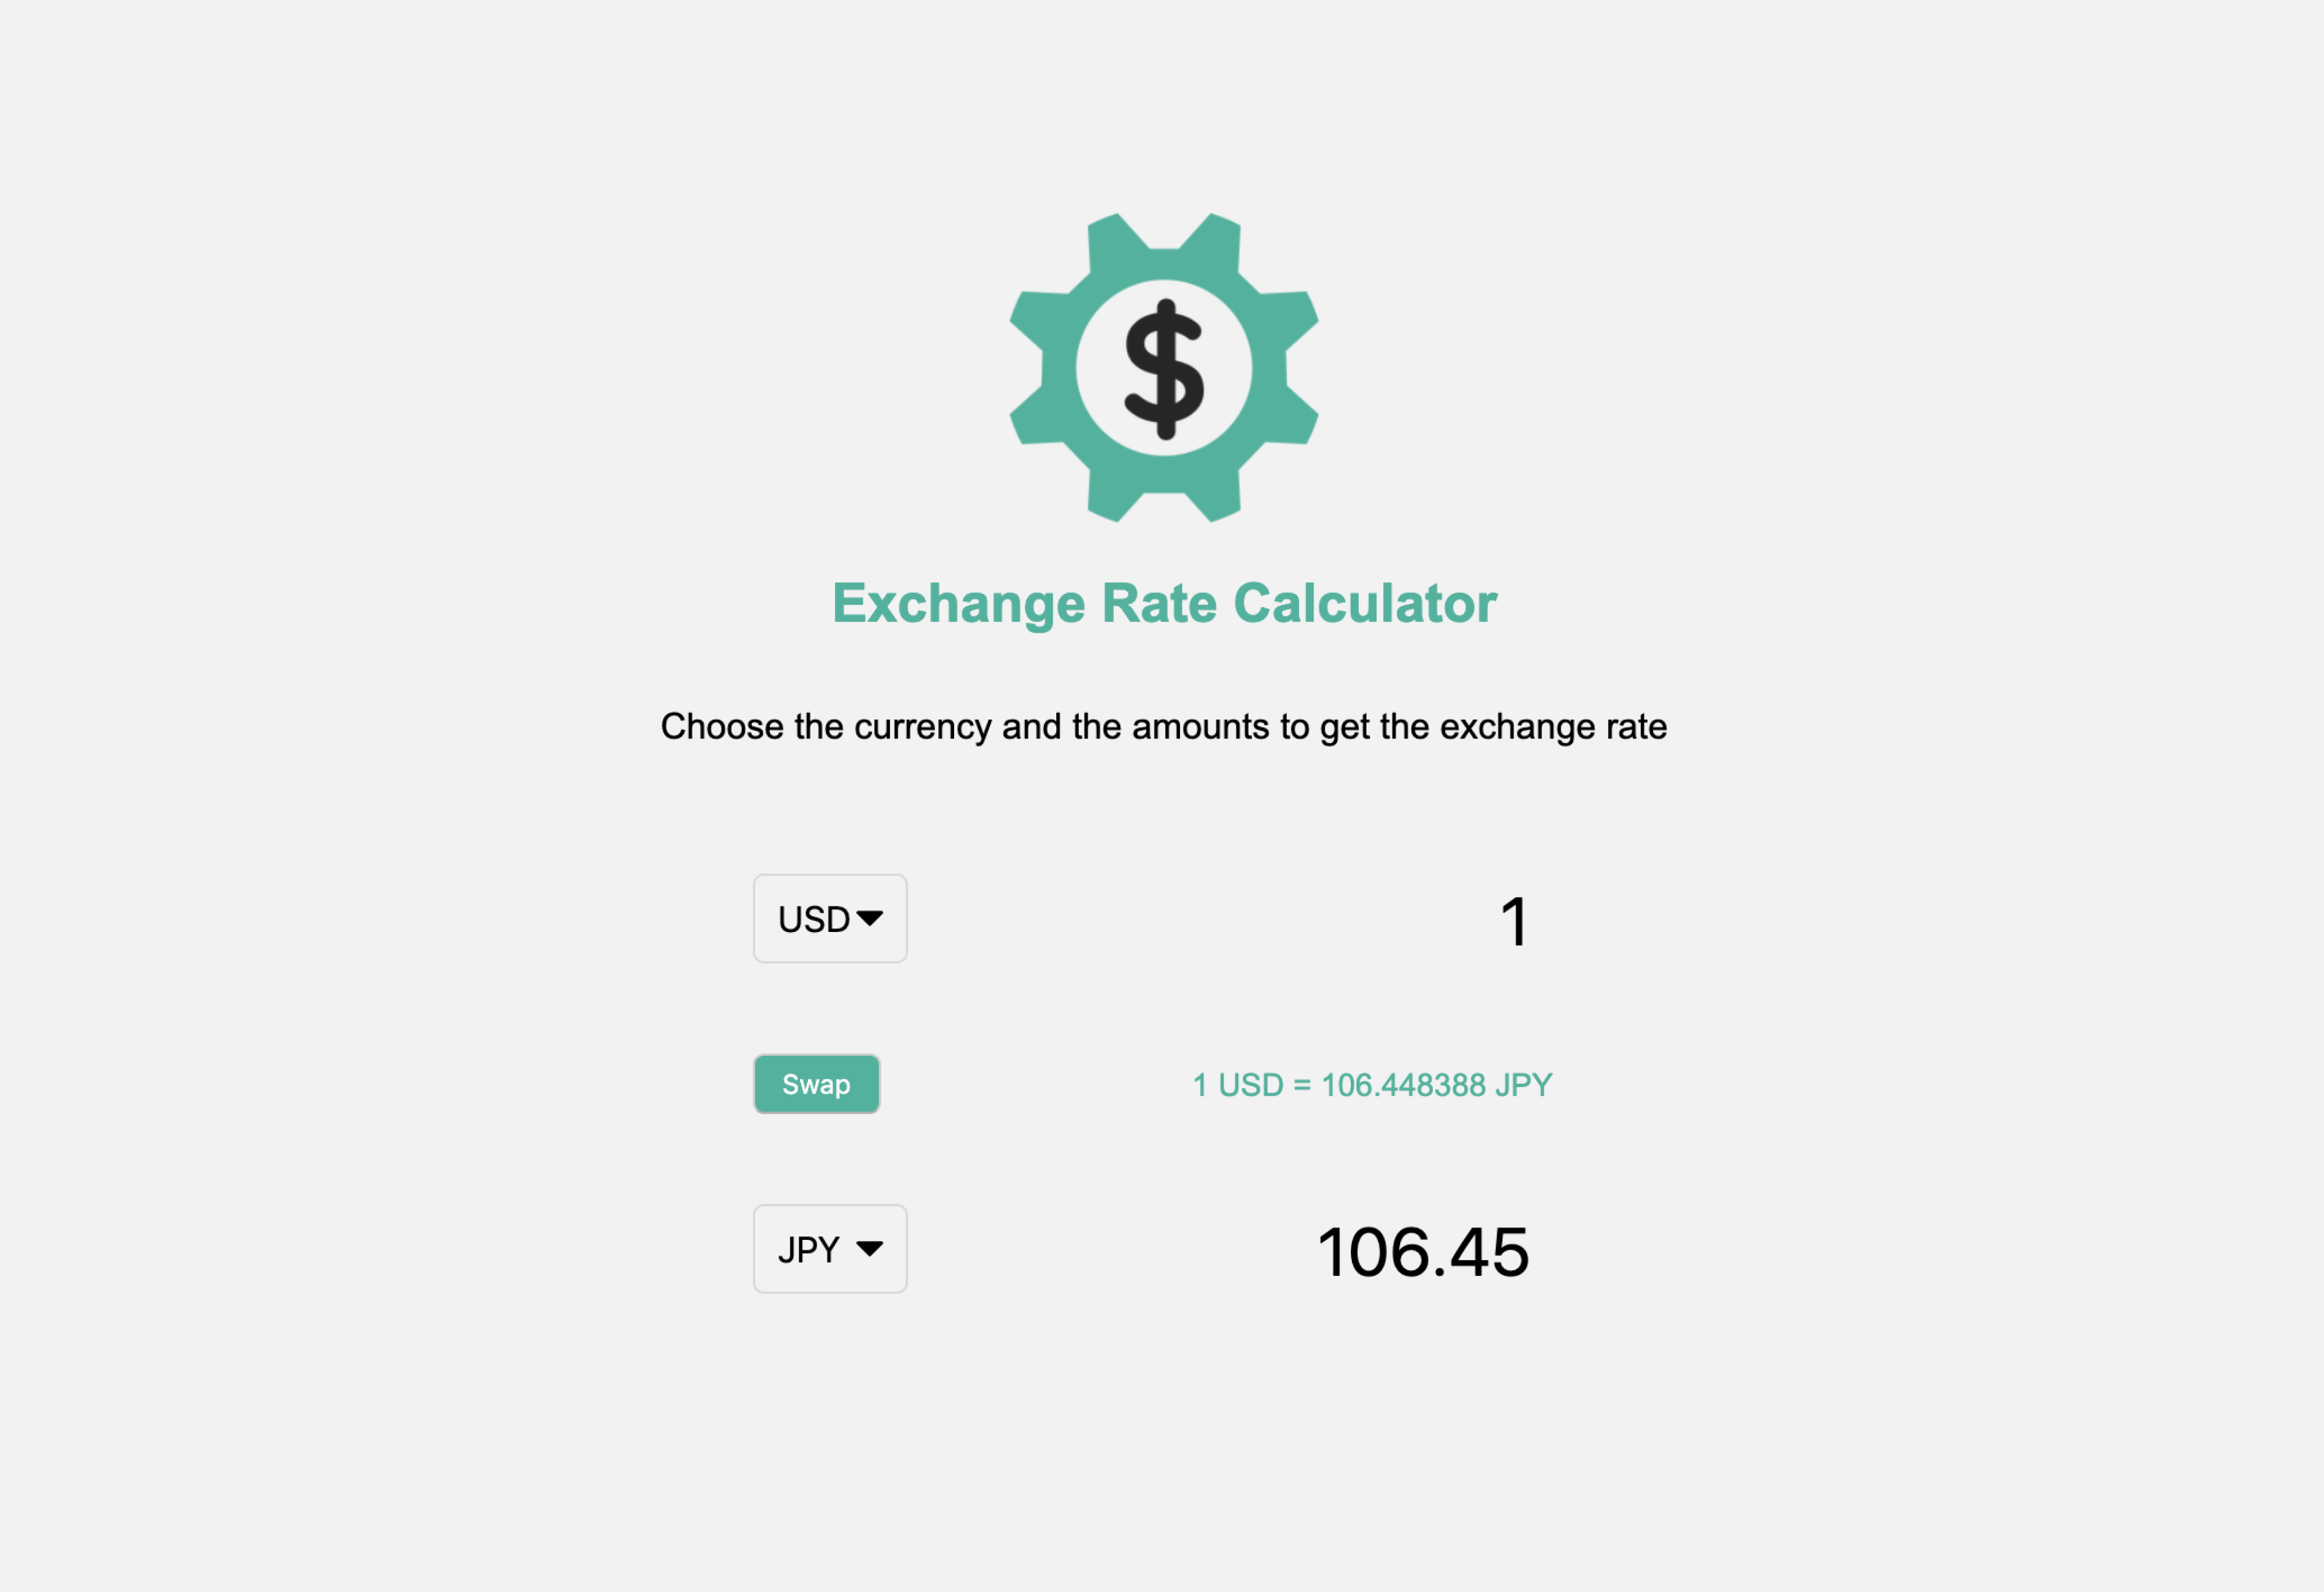 $
Exchange Rate Calculator
Choose the currency and the amounts to get the exchange rate
USD 1
Swap 1 USD = 106.448388 JPY
JPY 106.45